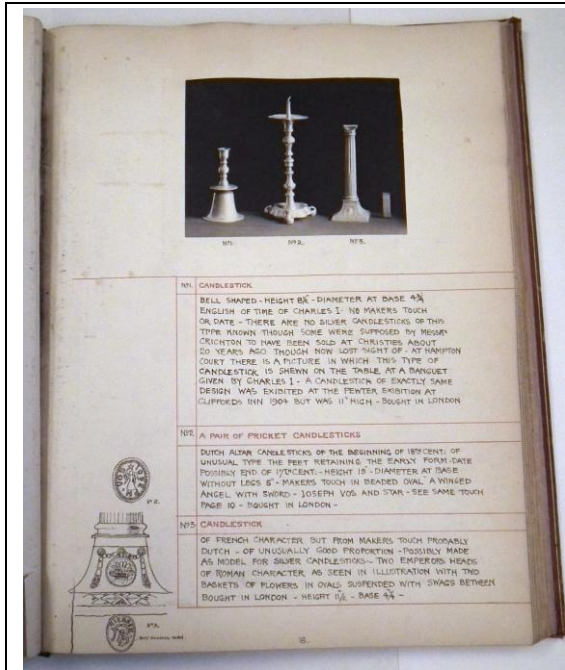 Nº1.
Nº2.
Nº3.
Nº1. CANDLESTICK
BELL SHAPED - HEIGHT 8⅛" - DIAMETER AT BASE 4¾
ENGLISH OF TIME OF CHARLES I - NO MAKERS TOUCH
OR DATE - THERE ARE NO SILVER CANDLESTICKS OF THIS
TYPE KNOWN THOUGH SOME WERE SUPPOSED BY MESSRS
CRICHTON TO HAVE BEEN SOLD AT CHRISTIES ABOUT
20 YEARS AGO THOUGH NOW LOST SIGHT OF - AT HAMPTON
COURT THERE IS A PICTURE IN WHICH THIS TYPE OF
CANDLESTICK IS SHEWN ON THE TABLE AT A BANQUET
GIVEN BY CHARLES I - A CANDLESTICK OF EXACTLY SAME
DESIGN WAS EXIBITED AT THE PEWTER EXIBITION AT
CLIFFORDS INN 1904 BUT WAS 11" HIGH - BOUGHT IN LONDON
Nº2 A PAIR OF PRICKET CANDLESTICKS
DUTCH ALTAR CANDLESTICKS OF THE BEGINNING OF 18TH CENT: OF
UNUSUAL TYPE THE FEET RETAINING THE EARLY FORM - DATE
POSSIBLY END OF 17TH CENT: - HEIGHT 15" - DIAMETER AT BASE
WITHOUT LEGS 5" - MAKERS TOUCH IN BEADED OVAL A WINGED
ANGEL WITH SWORD - JOSEPH VOS AND STAR - SEE SAME TOUCH
PAGE 10 - BOUGHT IN LONDON -
Nº2.
Nº3 CANDLESTICK
OF FRENCH CHARACTER BUT FROM MAKERS TOUCH PROBABLY
DUTCH - OF UNUSUALLY GOOD PROPORTION - POSSIBLY MADE
AS MODEL FOR SILVER CANDLESTICKS - TWO EMPERORS HEADS
OF ROMAN CHARACTER AS SEEN IN ILLUSTRATION WITH TWO
BASKETS OF FLOWERS IN OVALS SUSPENDED WITH SWAGS BETWEEN
BOUGHT IN LONDON - HEIGHT 11½ - BASE 4¾ -
Nº3.
18.